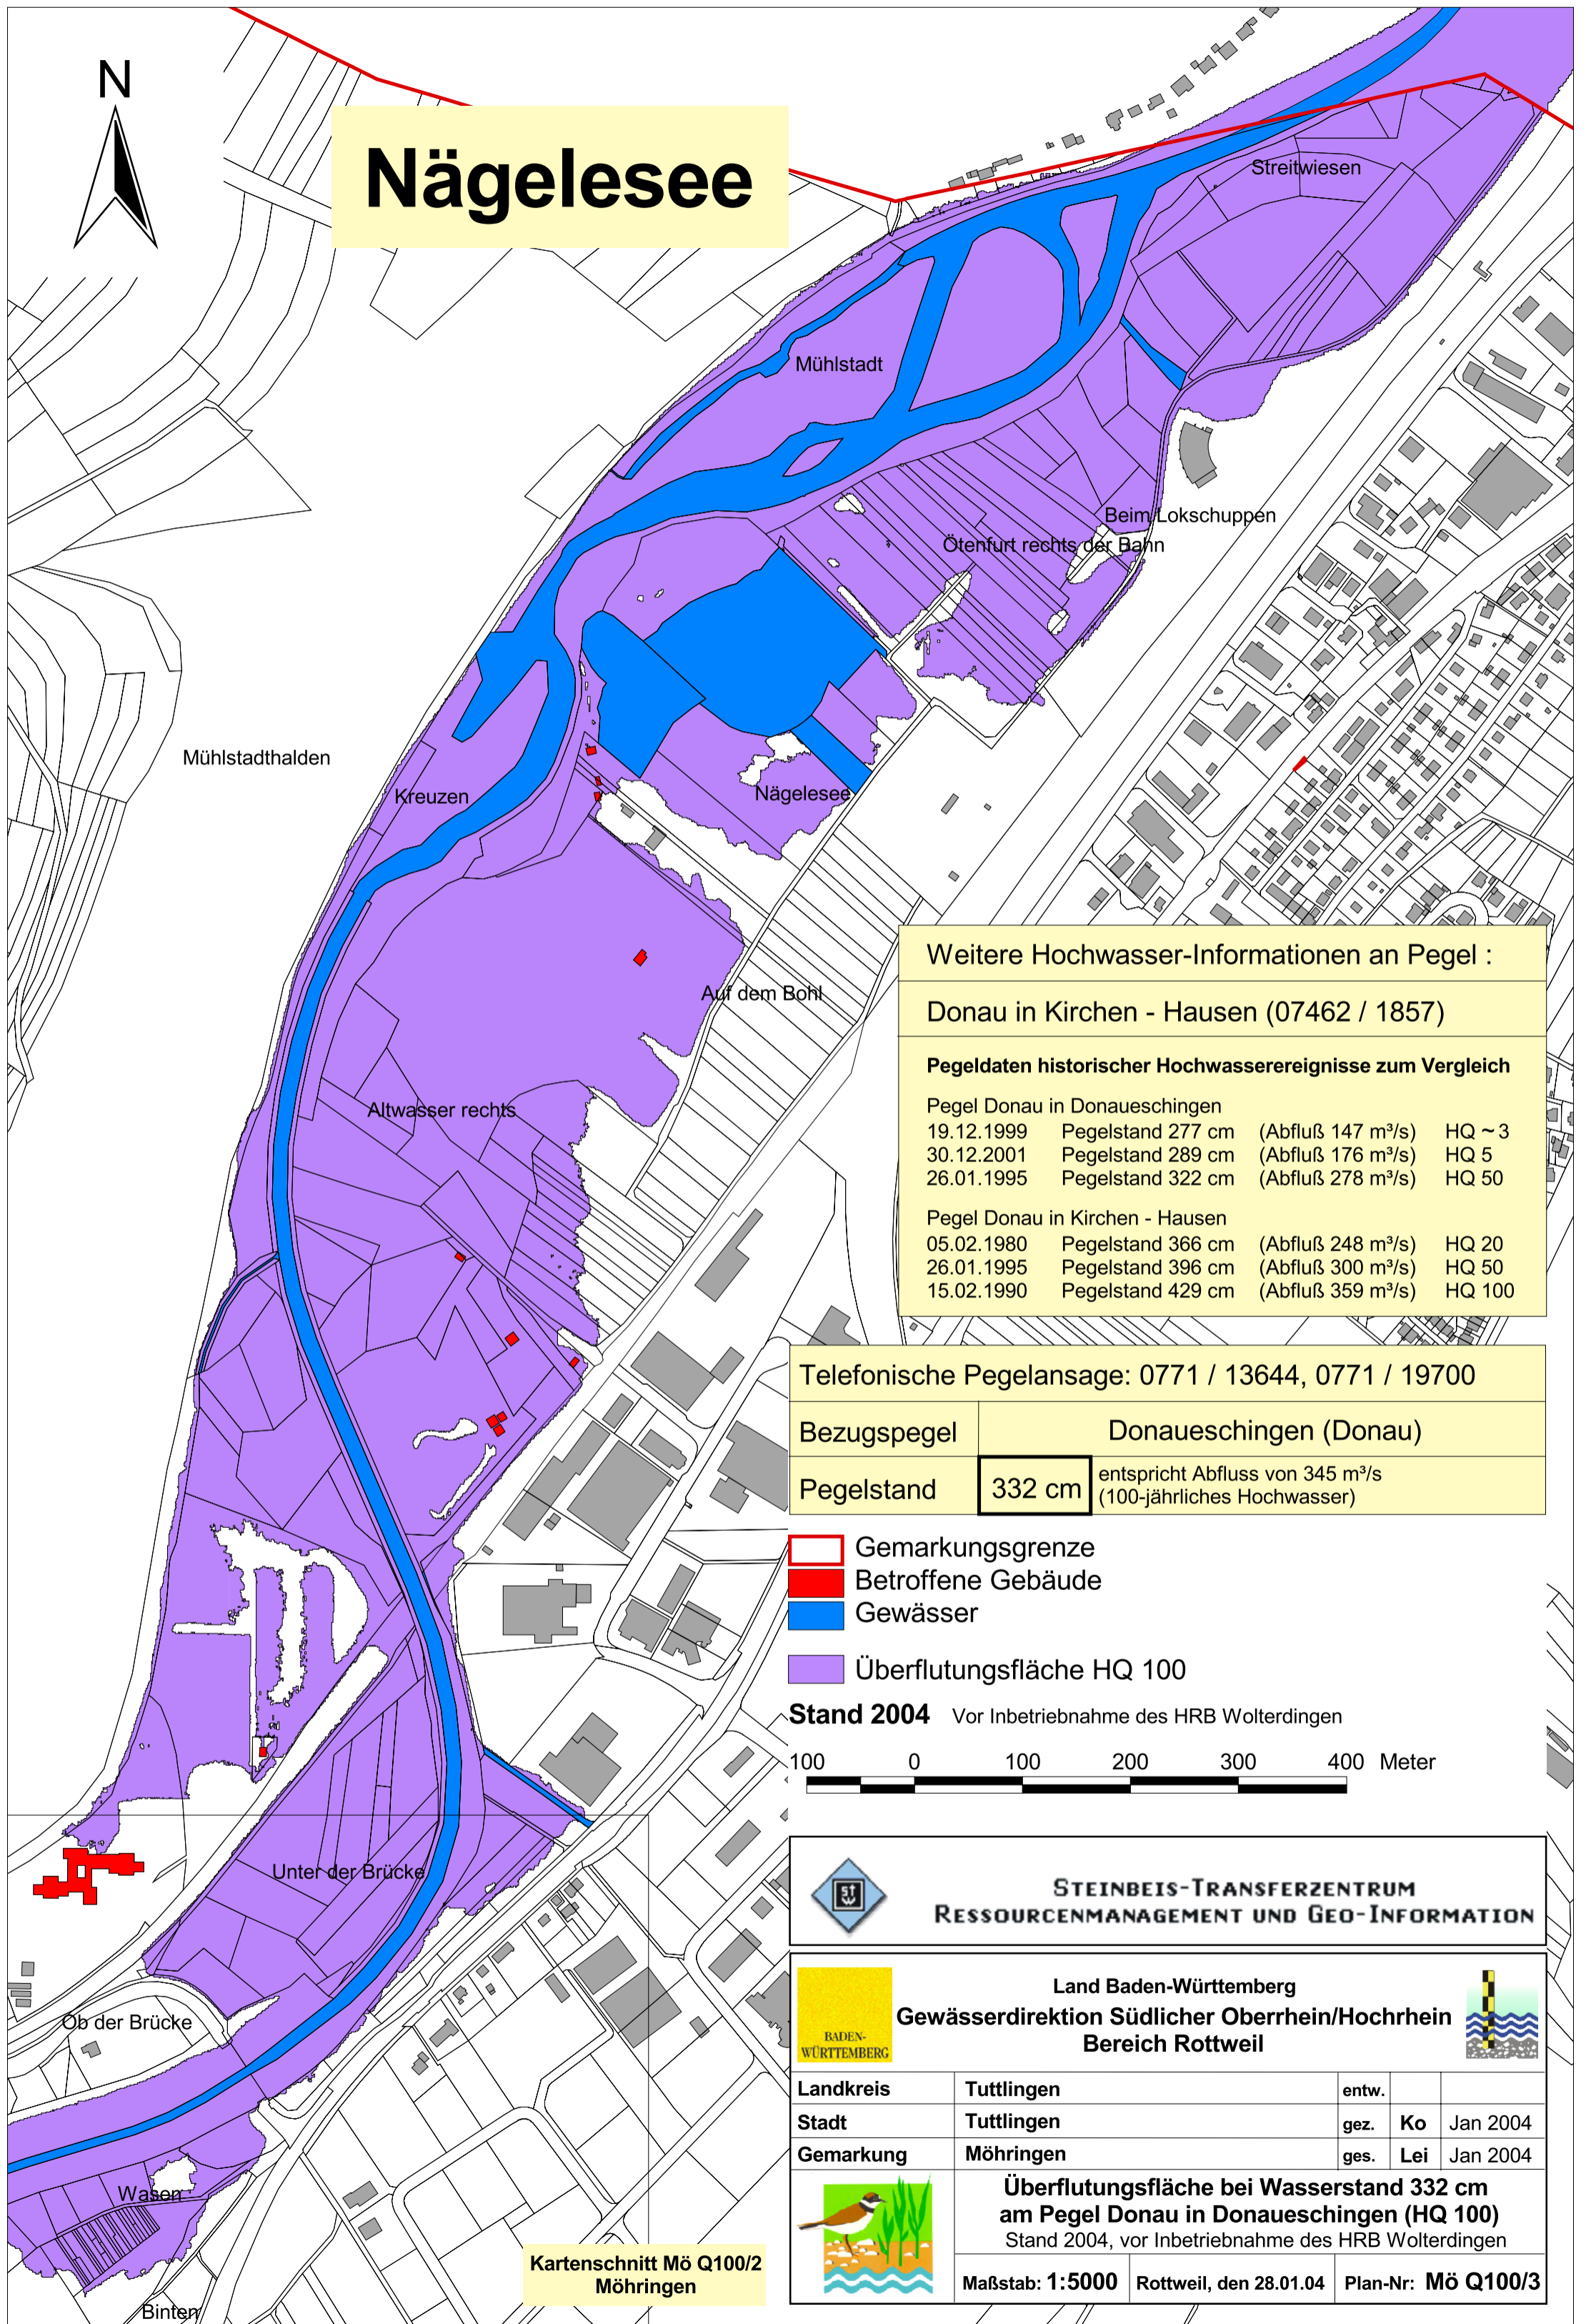 N
Nägelesee
Streitwiesen
Mühlstadt
Beim Lokschuppen
Ötenfurt rechts der Bahn
Mühlstadthalden
Kreuzen
Nägelesee
Auf dem Bohl
Altwasser rechts
Unter der Brücke
Ob der Brücke
Wasen
Binten
Weitere Hochwasser-Informationen an Pegel :
Donau in Kirchen - Hausen (07462 / 1857)
Pegeldaten historischer Hochwasserereignisse zum Vergleich
Pegel Donau in Donaueschingen
19.12.1999 Pegelstand 277 cm (Abfluß 147 m³/s) HQ ~ 3
30.12.2001 Pegelstand 289 cm (Abfluß 176 m³/s) HQ 5
26.01.1995 Pegelstand 322 cm (Abfluß 278 m³/s) HQ 50
Pegel Donau in Kirchen - Hausen
05.02.1980 Pegelstand 366 cm (Abfluß 248 m³/s) HQ 20
26.01.1995 Pegelstand 396 cm (Abfluß 300 m³/s) HQ 50
15.02.1990 Pegelstand 429 cm (Abfluß 359 m³/s) HQ 100
Telefonische Pegelansage: 0771 / 13644, 0771 / 19700
Bezugspegel Donaueschingen (Donau)
Pegelstand 332 cm entspricht Abfluss von 345 m³/s
(100-jährliches Hochwasser)
Gemarkungsgrenze
Betroffene Gebäude
Gewässer
Überflutungsfläche HQ 100
Stand 2004 Vor Inbetriebnahme des HRB Wolterdingen
100 0 100 200 300 400 Meter
STEINBEIS-TRANSFERZENTRUM
RESSOURCENMANAGEMENT UND GEO-INFORMATION
BADEN-
WÜRTTEMBERG
Land Baden-Württemberg
Gewässerdirektion Südlicher Oberrhein/Hochrhein
Bereich Rottweil
Landkreis Tuttlingen entw.
Stadt Tuttlingen gez. Ko Jan 2004
Gemarkung Möhringen ges. Lei Jan 2004
Überflutungsfläche bei Wasserstand 332 cm
am Pegel Donau in Donaueschingen (HQ 100)
Stand 2004, vor Inbetriebnahme des HRB Wolterdingen
Maßstab: 1:5000 Rottweil, den 28.01.04 Plan-Nr: Mö Q100/3
Kartenschnitt Mö Q100/2
Möhringen